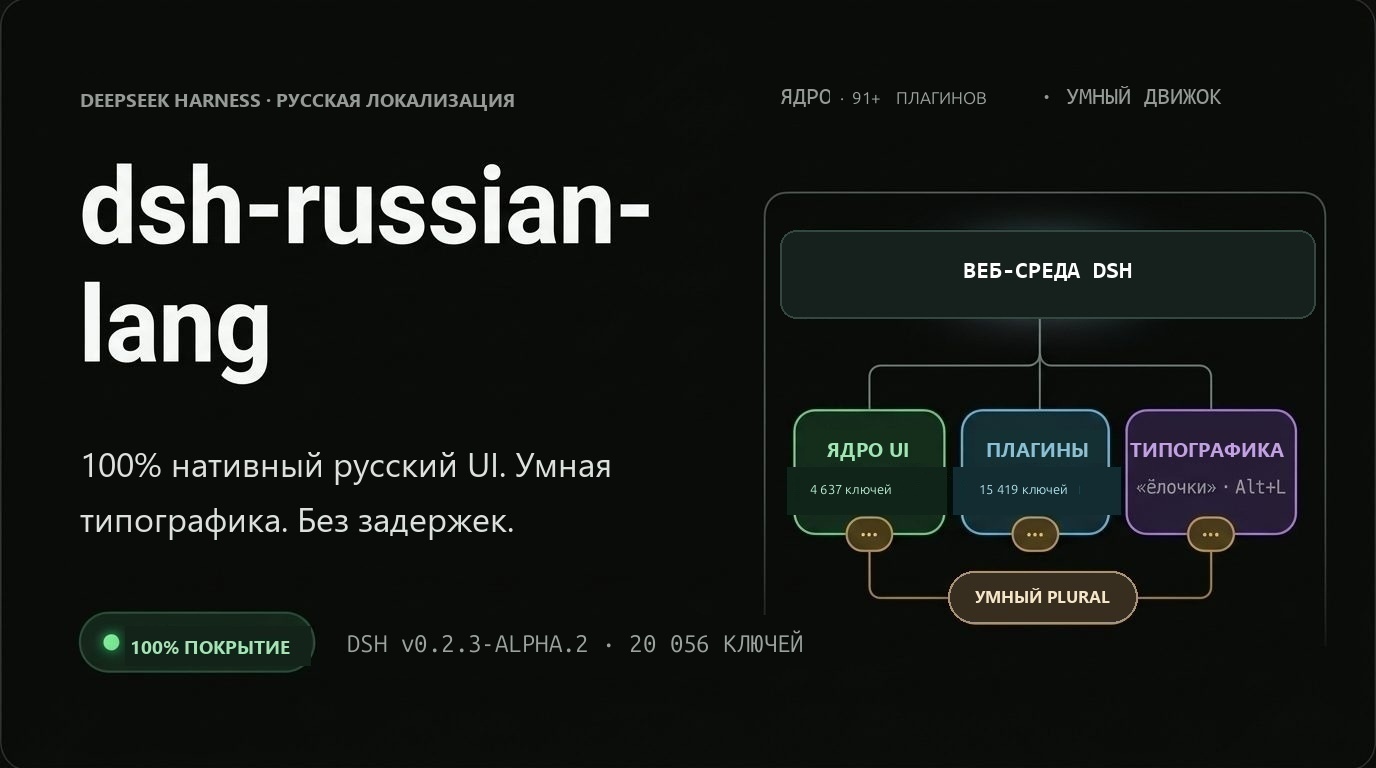 DEEPSEEK HARNESS · РУССКАЯ ЛОКАЛИЗАЦИЯ
ЯДРО · 91+ ПЛАГИНОВ · УМНЫЙ ДВИЖОК
dsh-russian-
lang
100% нативный русский UI. Умная
типографика. Без задержек.
100% ПОКРЫТИЕ
DSH v0.2.3-ALPHA.2 · 20 056 КЛЮЧЕЙ
ВЕБ-СРЕДА DSH
ЯДРО UI
4 637 ключей
ПЛАГИНЫ
15 419 ключей
ТИПОГРАФИКА
«ёлочки» · Alt+L
УМНЫЙ PLURAL